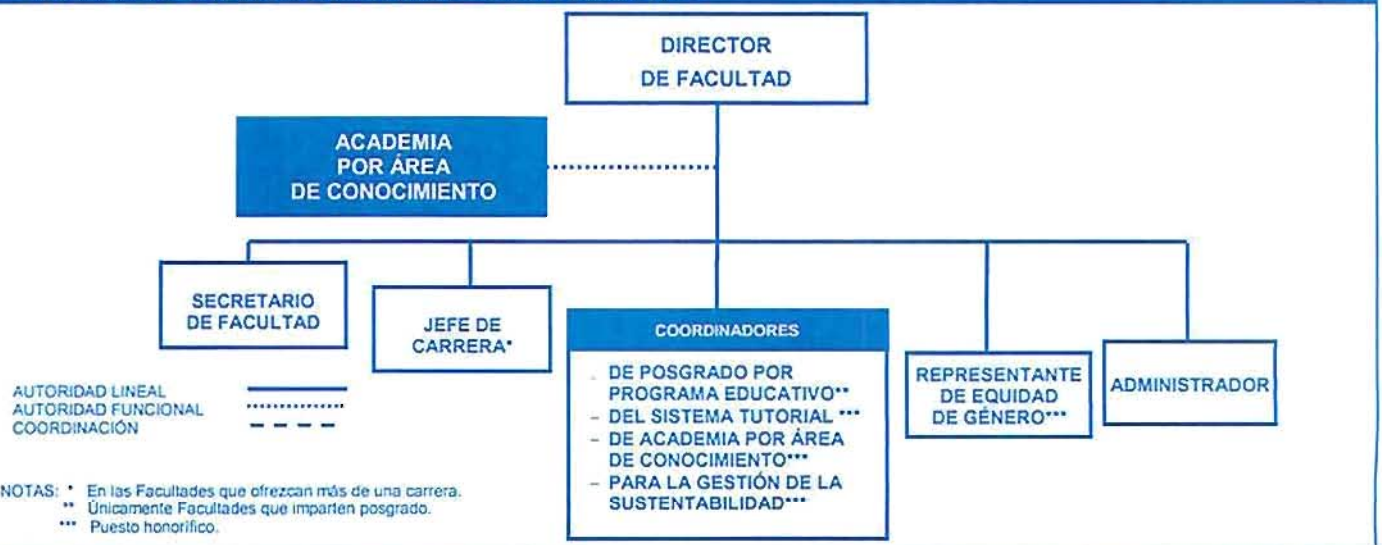 DIRECTOR
DE FACULTAD
ACADEMIA
POR ÁREA
DE CONOCIMIENTO
SECRETARIO
DE FACULTAD
JEFE DE
CARRERA*
COORDINADORES
- DE POSGRADO POR
PROGRAMA EDUCATIVO**
- DEL SISTEMA TUTORIAL ***
- DE ACADEMIA POR ÁREA
DE CONOCIMIENTO***
- PARA LA GESTIÓN DE LA
SUSTENTABILIDAD***
REPRESENTANTE
DE EQUIDAD
DE GÉNERO***
ADMINISTRADOR
AUTORIDAD LINEAL
AUTORIDAD FUNCIONAL
COORDINACIÓN
NOTAS: * En las Facultades que ofrezcan más de una carrera.
** Únicamente Facultades que imparten posgrado.
*** Puesto honorífico.